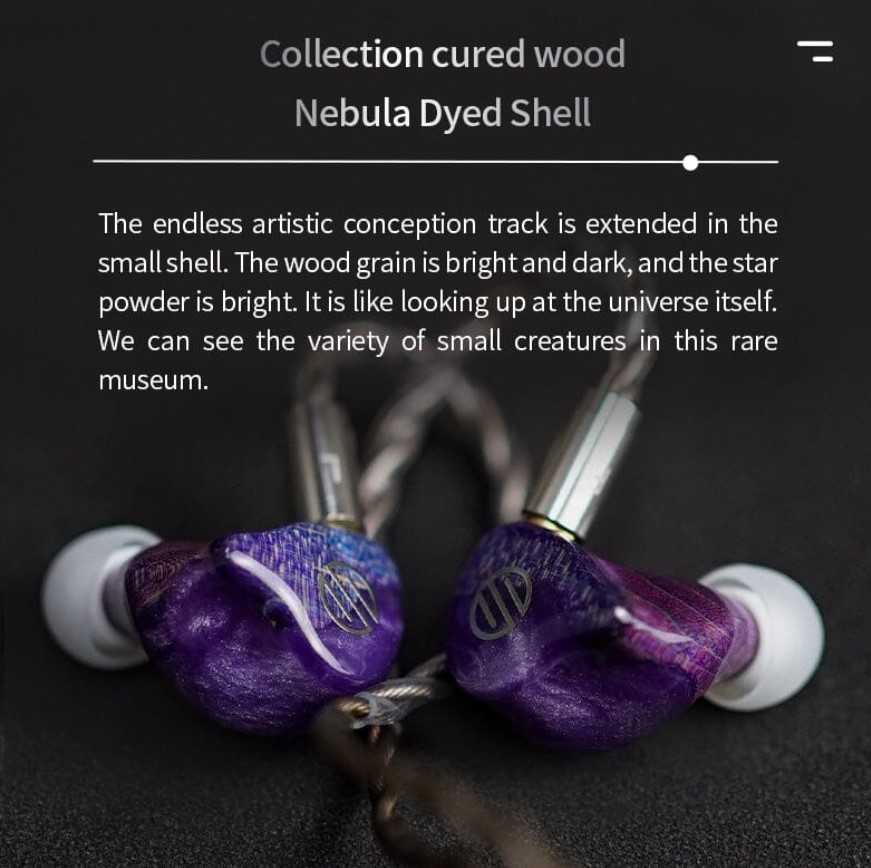 Collection cured wood
Nebula Dyed Shell
The endless artistic conception track is extended in the
small shell. The wood grain is bright and dark, and the star
powder is bright. It is like looking up at the universe itself.
We can see the variety of small creatures in this rare
museum.